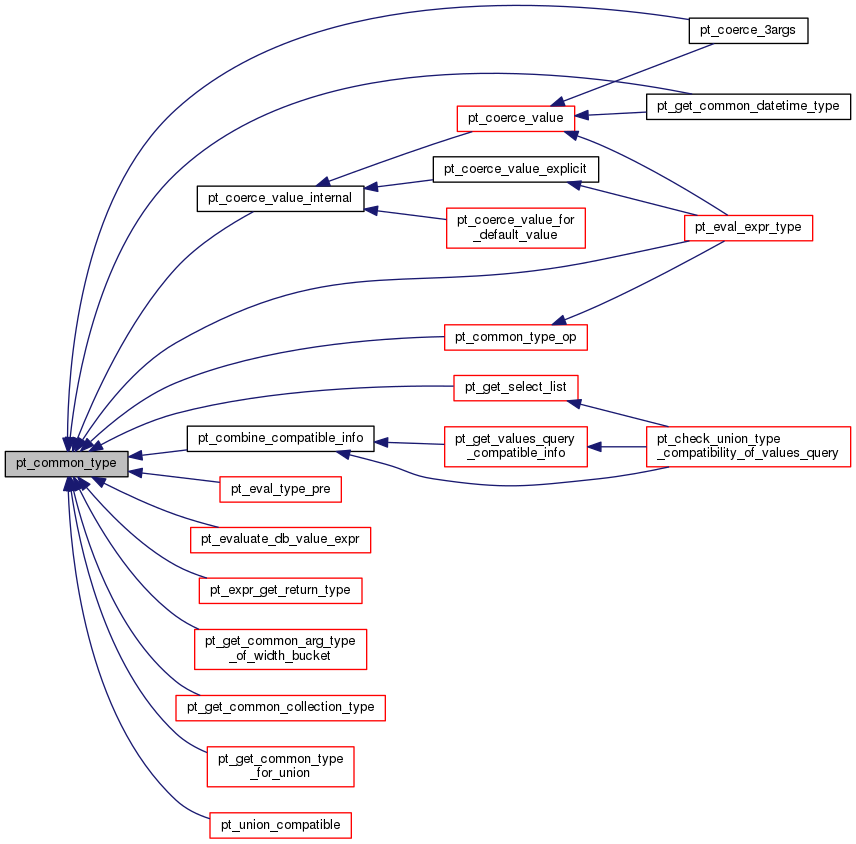 pt_coerce_3args
pt_get_common_datetime_type
pt_coerce_value
pt_coerce_value_explicit
pt_coerce_value_internal
pt_coerce_value_for
_default_value
pt_eval_expr_type
pt_common_type_op
pt_get_select_list
pt_combine_compatible_info
pt_get_values_query
_compatible_info
pt_check_union_type
_compatibility_of_values_query
pt_common_type
pt_eval_type_pre
pt_evaluate_db_value_expr
pt_expr_get_return_type
pt_get_common_arg_type
_of_width_bucket
pt_get_common_collection_type
pt_get_common_type
_for_union
pt_union_compatible